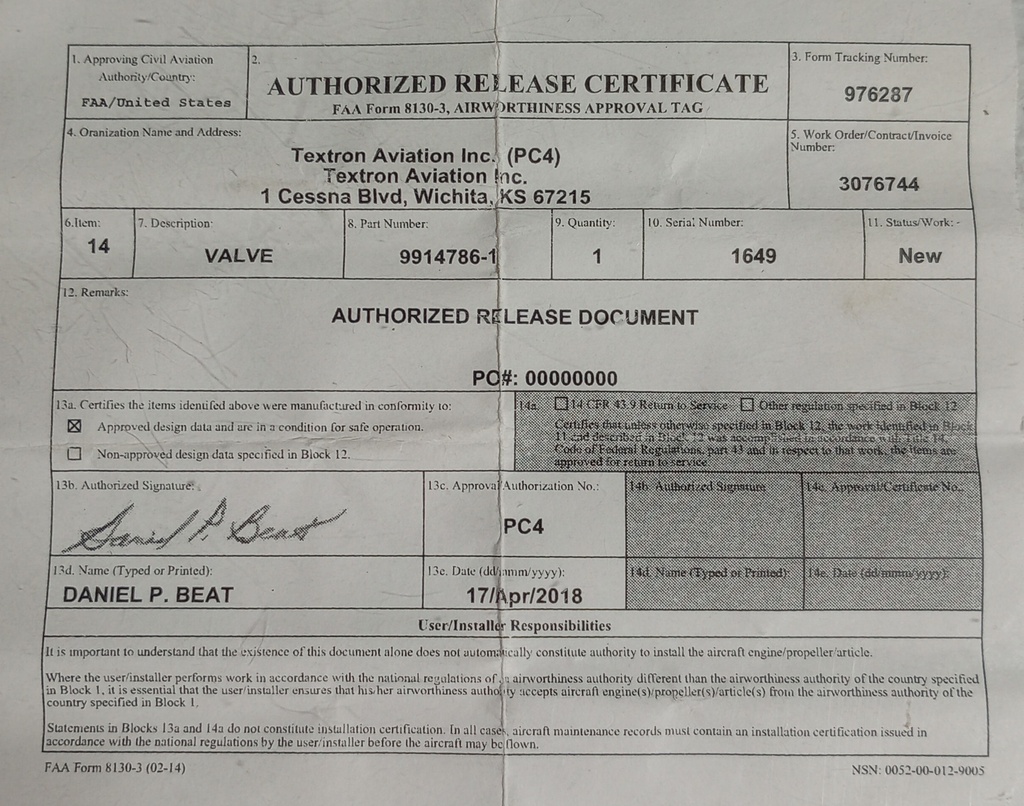 1. Approving Civil Aviation
Authority/Country:
FAA/United States
2.
AUTHORIZED RELEASE CERTIFICATE
FAA Form 8130-3, AIRWORTHINESS APPROVAL TAG
3. Form Tracking Number:
976287
4. Oranization Name and Address:
Textron Aviation Inc. (PC4)
Textron Aviation Inc.
1 Cessna Blvd, Wichita, KS 67215
5. Work Order/Contract/Invoice
Number:
3076744
6.Item:
14
7. Description:
VALVE
8. Part Number:
9914786-1
9. Quantity:
1
10. Serial Number:
1649
11. Status/Work:
New
12. Remarks:
AUTHORIZED RELEASE DOCUMENT
PO#: 00000000
13a. Certifies the items identifed above were manufactured in conformity to:
☒ Approved design data and are in a condition for safe operation.
☐ Non-approved design data specified in Block 12.
14a. ☐ 14 CFR 43.9 Return to Service ☐ Other regulation specified in Block 12
Certifies that unless otherwise specified in Block 12, the work identified in Block
11 and described in Block 12 was accomplished in accordance with Title 14,
Code of Federal Regulations, part 43 and in respect to that work, the items are
approved for return to service.
13b. Authorized Signature:
Daniel P. Beat
13c. Approval/Authorization No.:
PC4
14b. Authorized Signature
14c. Approval/Certificate No.:
13d. Name (Typed or Printed):
DANIEL P. BEAT
13e. Date (dd/mmm/yyyy):
17/Apr/2018
14d. Name (Typed or Printed):
14e. Date (dd/mmm/yyyy):
User/Installer Responsibilities
It is important to understand that the existence of this document alone does not automatically constitute authority to install the aircraft engine/propeller/article.
Where the user/installer performs work in accordance with the national regulations of an airworthiness authority different than the airworthiness authority of the country specified
in Block 1, it is essential that the user/installer ensures that his/her airworthiness authority accepts aircraft engine(s)/propeller(s)/article(s) from the airworthiness authority of the
country specified in Block 1.
Statements in Blocks 13a and 14a do not constitute installation certification. In all cases, aircraft maintenance records must contain an installation certification issued in
accordance with the national regulations by the user/installer before the aircraft may be flown.
FAA Form 8130-3 (02-14)
NSN: 0052-00-012-9005